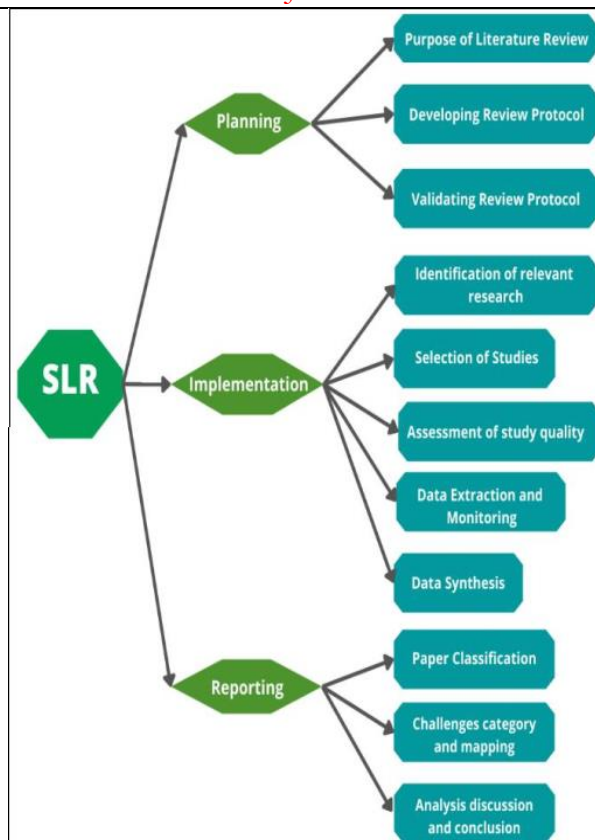 Purpose of Literature Review
Planning
Developing Review Protocol
Validating Review Protocol
Identification of relevant
research
SLR
Implementation
Selection of Studies
Assessment of study quality
Data Extraction and
Monitoring
Data Synthesis
Reporting
Paper Classification
Challenges category
and mapping
Analysis discussion
and conclusion